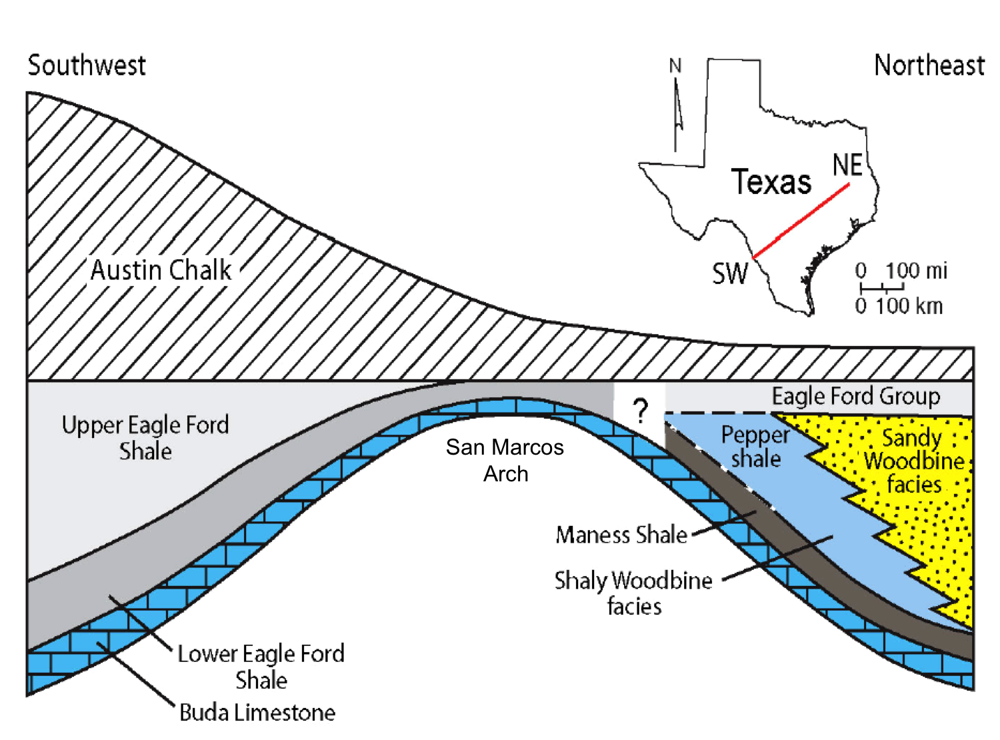 Southwest
Northeast
N
NE
Texas
SW
0 100 mi
0 100 km
Austin Chalk
Eagle Ford Group
?
Upper Eagle Ford
Shale
Pepper
shale
Sandy
Woodbine
facies
San Marcos
Arch
Maness Shale
Shaly Woodbine
facies
Lower Eagle Ford
Shale
Buda Limestone